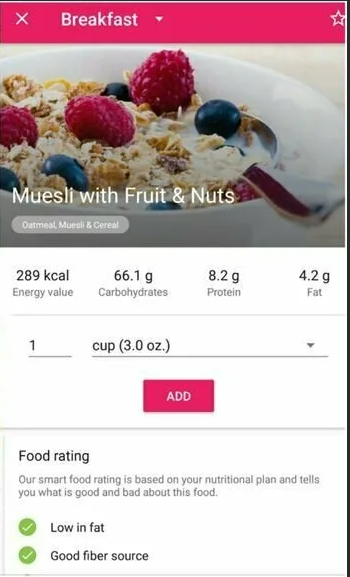 Breakfast
Muesli with Fruit & Nuts
Oatmeal, Muesli & Cereal
289 kcal 66.1 g 8.2 g 4.2 g
Energy value Carbohydrates Protein Fat
1 cup (3.0 oz.)
ADD
Food rating
Our smart food rating is based on your nutritional plan and tells
you what is good and bad about this food.
Low in fat
Good fiber source